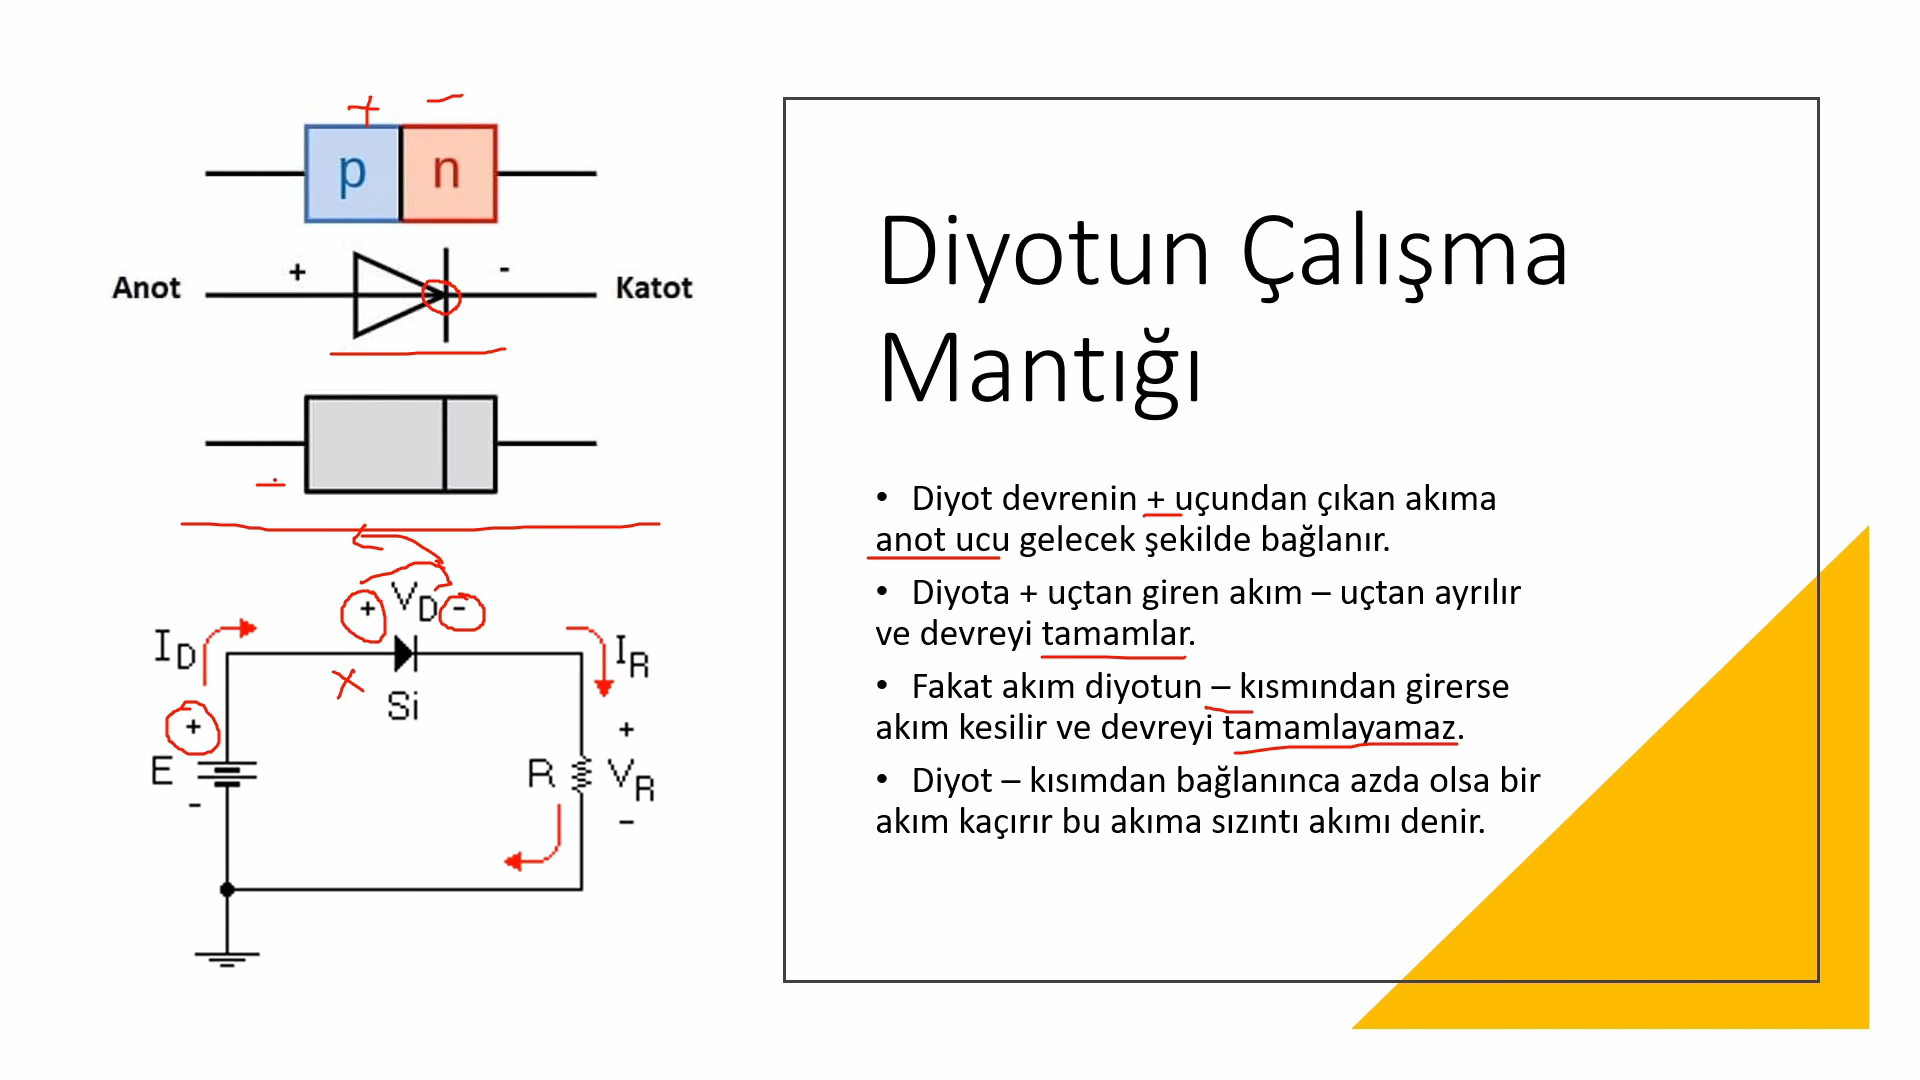 + –
p n
Anot + - Katot
+ VD -
ID
IR
Si
+
+
E
R
VR
-
-
Diyotun Çalışma
Mantığı
• Diyot devrenin + uçundan çıkan akıma
anot ucu gelecek şekilde bağlanır.
• Diyota + uçtan giren akım – uçtan ayrılır
ve devreyi tamamlar.
• Fakat akım diyotun – kısmından girerse
akım kesilir ve devreyi tamamlayamaz.
• Diyot – kısımdan bağlanınca azda olsa bir
akım kaçırır bu akıma sızıntı akımı denir.